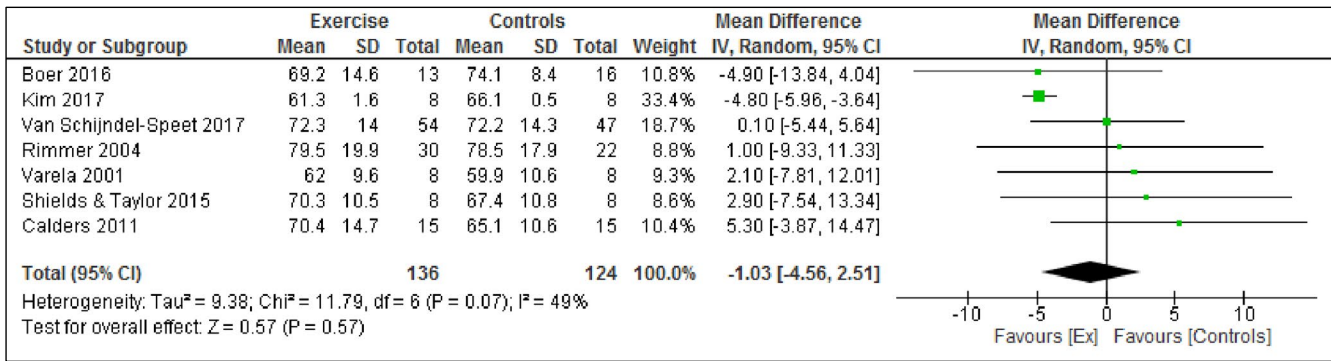 Exercise Controls Mean Difference Mean Difference
Study or Subgroup Mean SD Total Mean SD Total Weight IV, Random, 95% CI IV, Random, 95% CI
Boer 2016 69.2 14.6 13 74.1 8.4 16 10.8% -4.90 [-13.84, 4.04]
Kim 2017 61.3 1.6 8 66.1 0.5 8 33.4% -4.80 [-5.96, -3.64]
Van Schijndel-Speet 2017 72.3 14 54 72.2 14.3 47 18.7% 0.10 [-5.44, 5.64]
Rimmer 2004 79.5 19.9 30 78.5 17.9 22 8.8% 1.00 [-9.33, 11.33]
Varela 2001 62 9.6 8 59.9 10.6 8 9.3% 2.10 [-7.81, 12.01]
Shields & Taylor 2015 70.3 10.5 8 67.4 10.8 8 8.6% 2.90 [-7.54, 13.34]
Calders 2011 70.4 14.7 15 65.1 10.6 15 10.4% 5.30 [-3.87, 14.47]
Total (95% CI) 136 124 100.0% -1.03 [-4.56, 2.51]
Heterogeneity: Tau² = 9.38; Chi² = 11.79, df = 6 (P = 0.07); I² = 49%
Test for overall effect: Z = 0.57 (P = 0.57)
-10 -5 0 5 10
Favours [Ex] Favours [Controls]